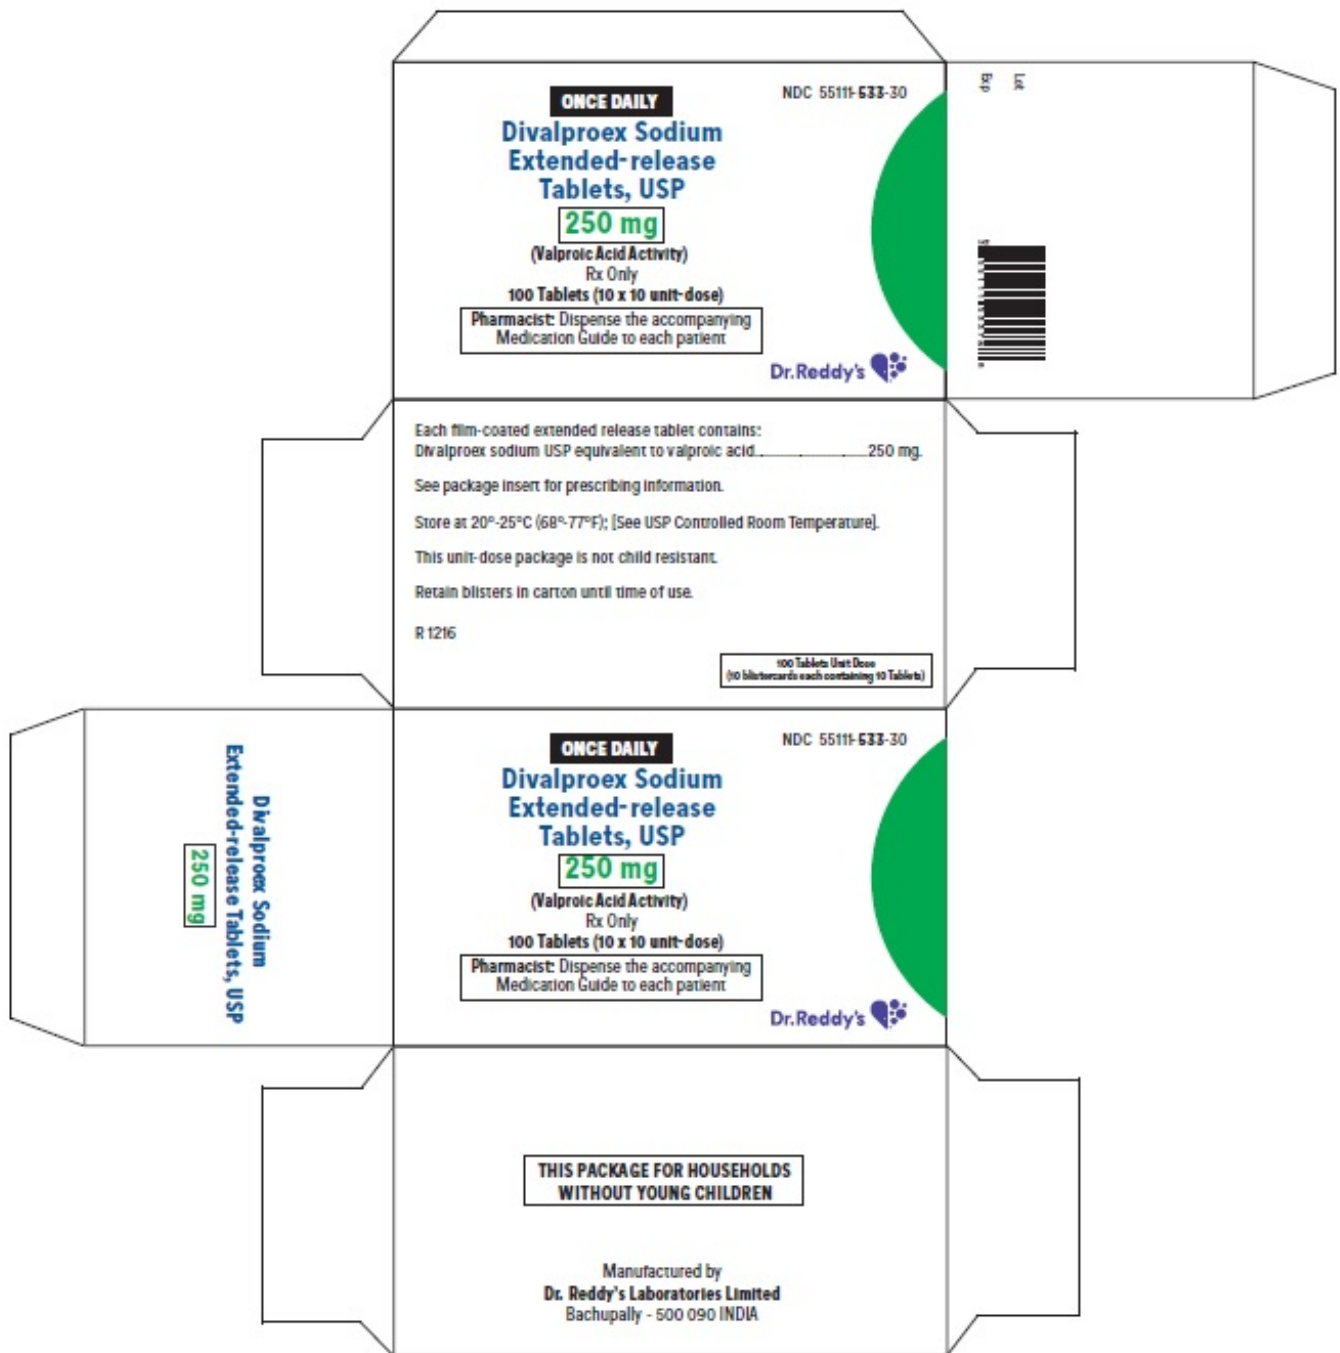 ONCE DAILY
NDC 55111-533-30
Divalproex Sodium
Extended-release
Tablets, USP
250 mg
(Valproic Acid Activity)
Rx Only
100 Tablets (10 x 10 unit-dose)
Pharmacist: Dispense the accompanying
Medication Guide to each patient
Dr.Reddy's
Lot
Exp
Each film-coated extended release tablet contains:
Divalproex sodium USP equivalent to valproic acid..............................250 mg.
See package insert for prescribing information.
Store at 20°-25°C (68°-77°F); [See USP Controlled Room Temperature].
This unit-dose package is not child resistant.
Retain blisters in carton until time of use.
R 1216
100 Tablets Unit Dose
(10 blistercards each containing 10 Tablets)
Divalproex Sodium
Extended-release Tablets, USP
250 mg
ONCE DAILY
NDC 55111-533-30
Divalproex Sodium
Extended-release
Tablets, USP
250 mg
(Valproic Acid Activity)
Rx Only
100 Tablets (10 x 10 unit-dose)
Pharmacist: Dispense the accompanying
Medication Guide to each patient
Dr.Reddy's
THIS PACKAGE FOR HOUSEHOLDS
WITHOUT YOUNG CHILDREN
Manufactured by
Dr. Reddy's Laboratories Limited
Bachupally - 500 090 INDIA